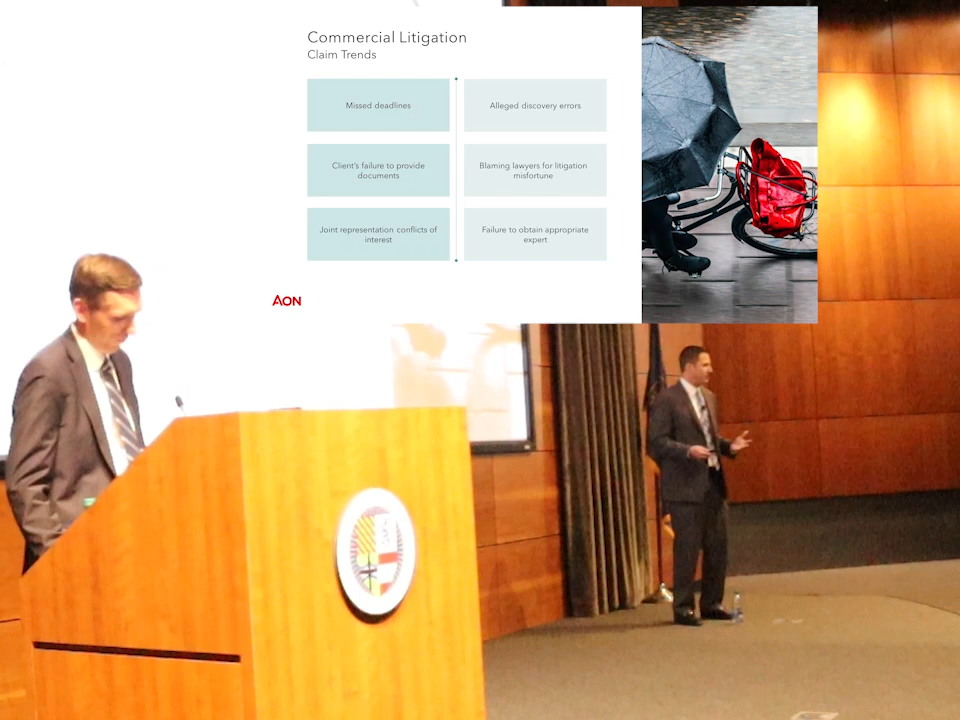 Commercial Litigation
Claim Trends
Missed deadlines
Alleged discovery errors
Client's failure to provide
documents
Blaming lawyers for litigation
misfortune
Joint representation conflicts of
interest
Failure to obtain appropriate
expert
AON